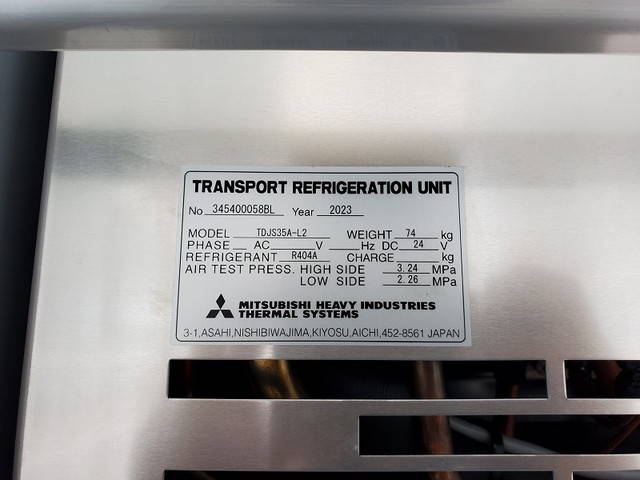 TRANSPORT REFRIGERATION UNIT
No 345400058BL Year 2023
MODEL TDJS35A-L2 WEIGHT 74 kg
PHASE AC V Hz DC 24 V
REFRIGERANT R404A CHARGE kg
AIR TEST PRESS. HIGH SIDE 3.24 MPa
LOW SIDE 2.26 MPa
MITSUBISHI HEAVY INDUSTRIES
THERMAL SYSTEMS
3-1,ASAHI,NISHIBIWAJIMA,KIYOSU,AICHI,452-8561 JAPAN